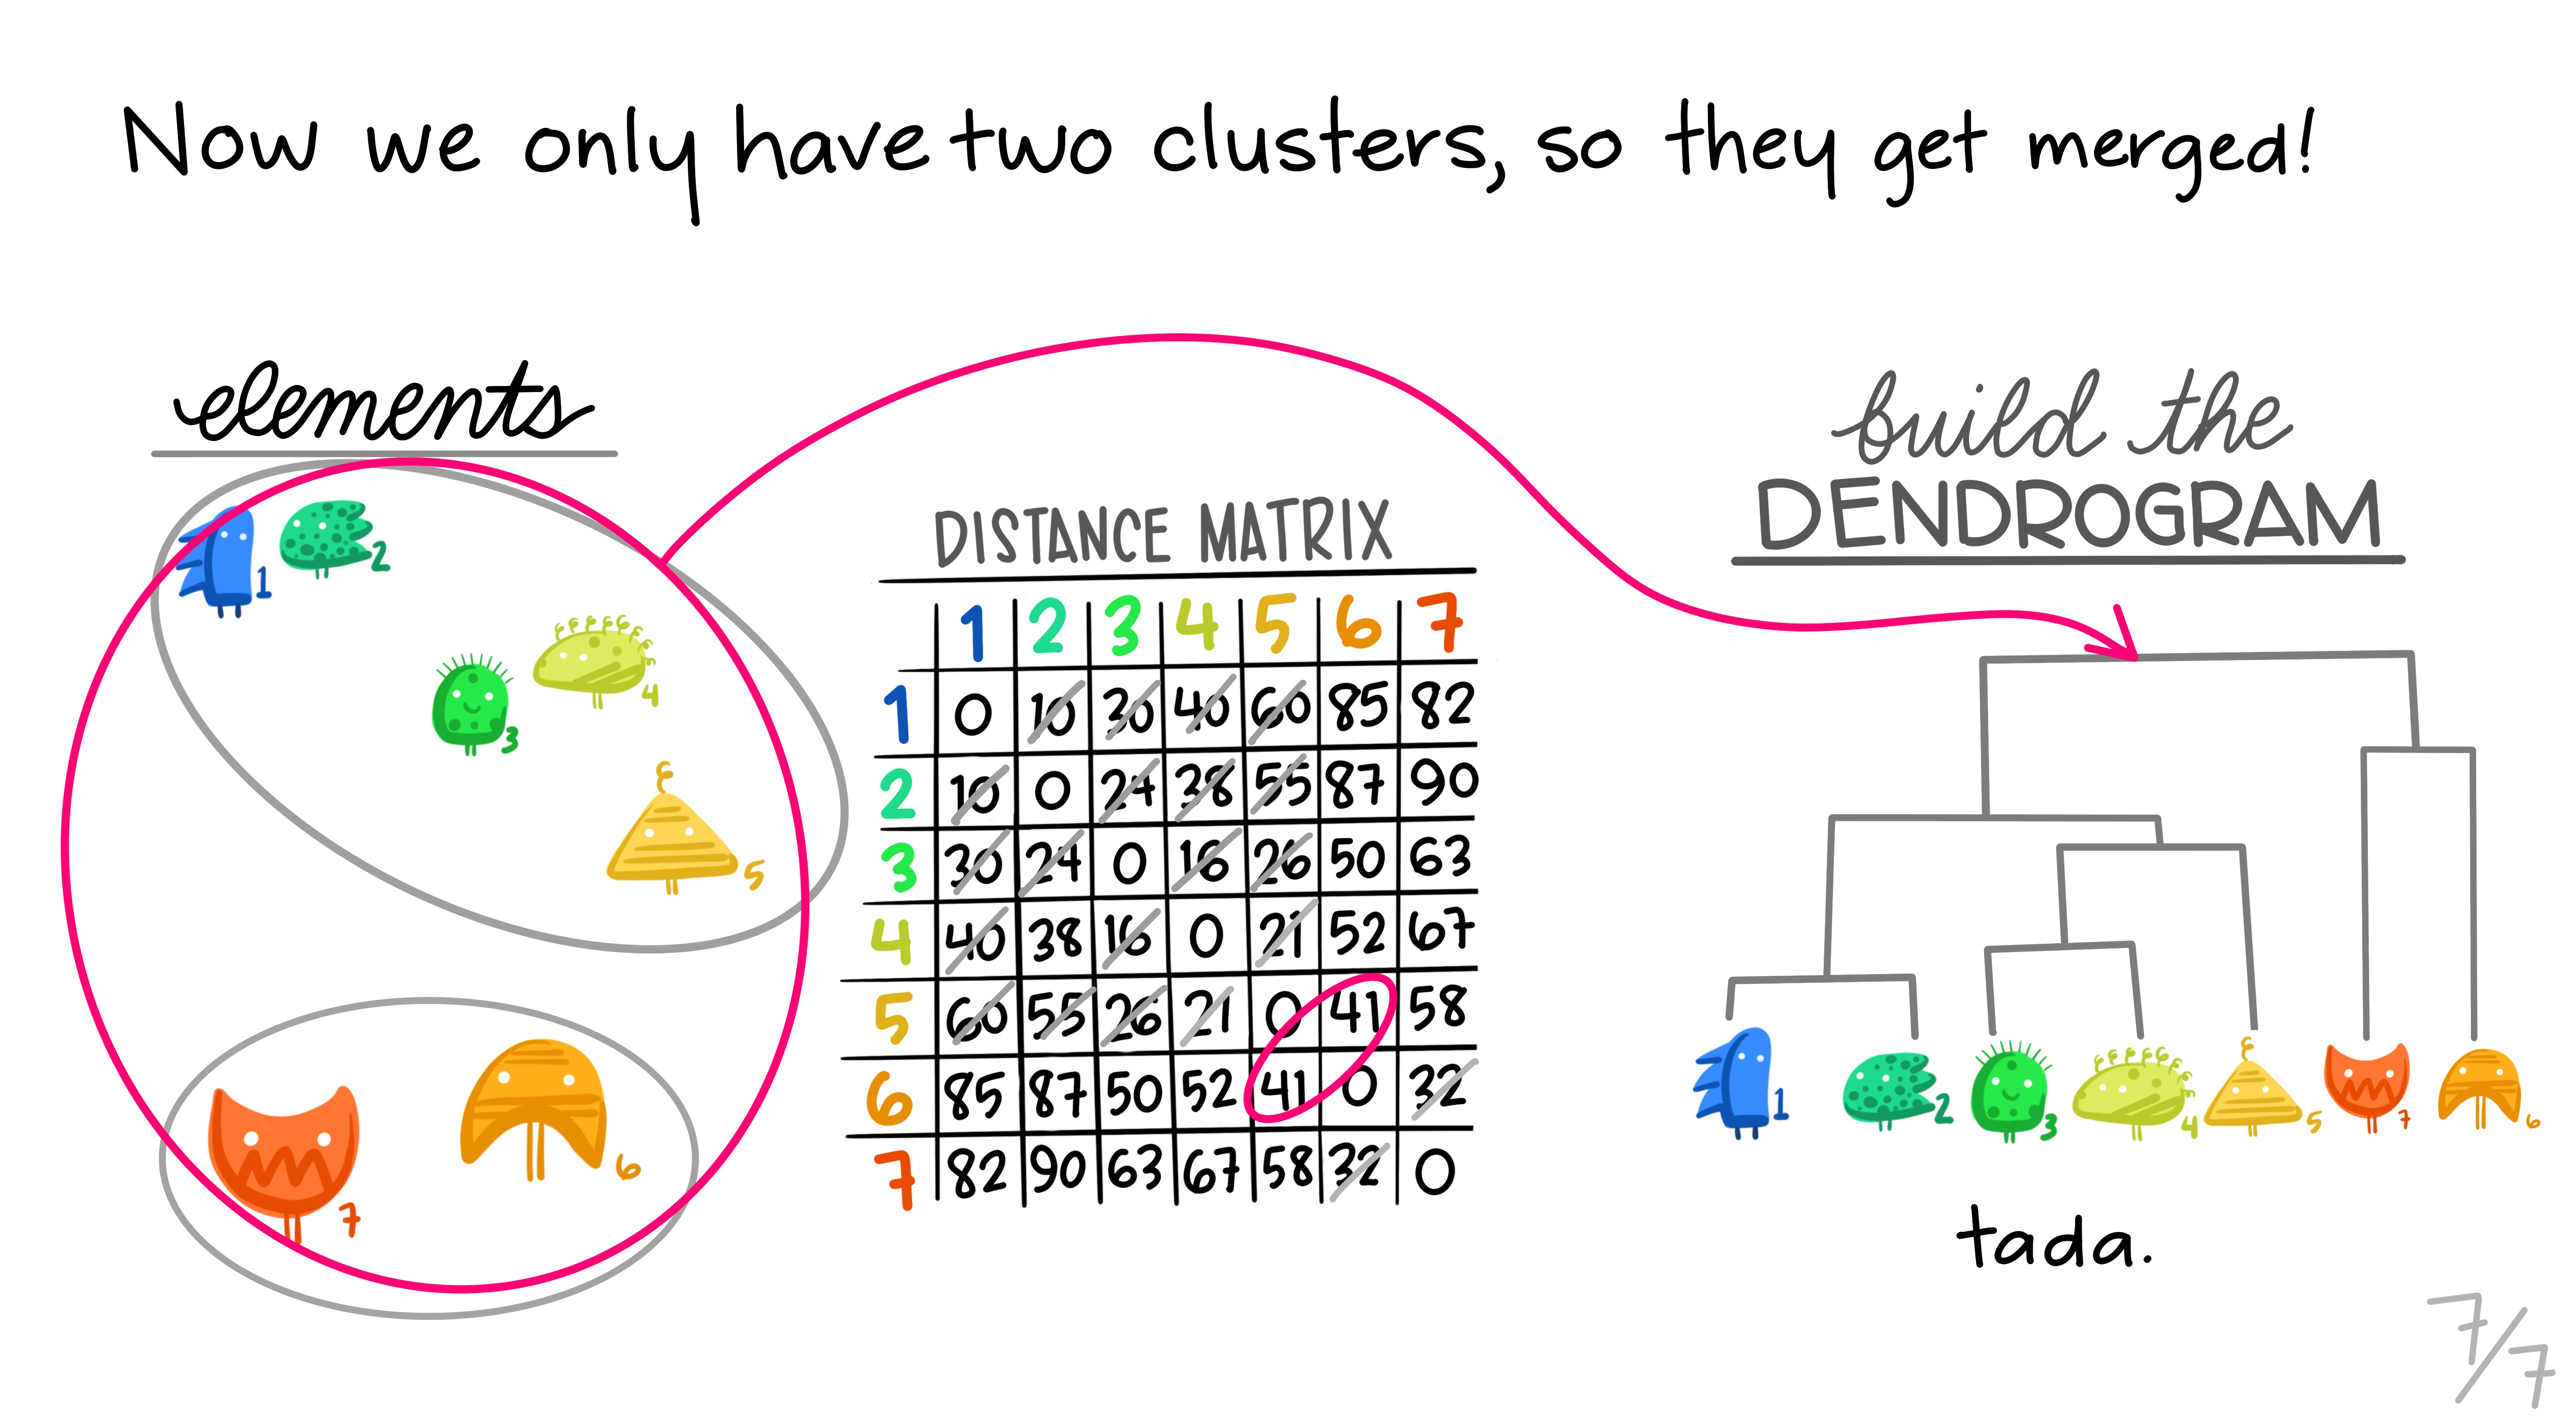 Now we only have two clusters, so they get merged!
elements
1
2
3
4
5
6
7
DISTANCE MATRIX
1 2 3 4 5 6 7
1 0 10 30 40 60 85 82
2 10 0 24 38 55 87 90
3 30 24 0 16 26 50 63
4 40 38 16 0 21 52 67
5 60 55 26 21 0 41 58
6 85 87 50 52 41 0 32
7 82 90 63 67 58 32 0
build the
DENDROGRAM
1 2 3 4 5 7 6
tada.
7/7